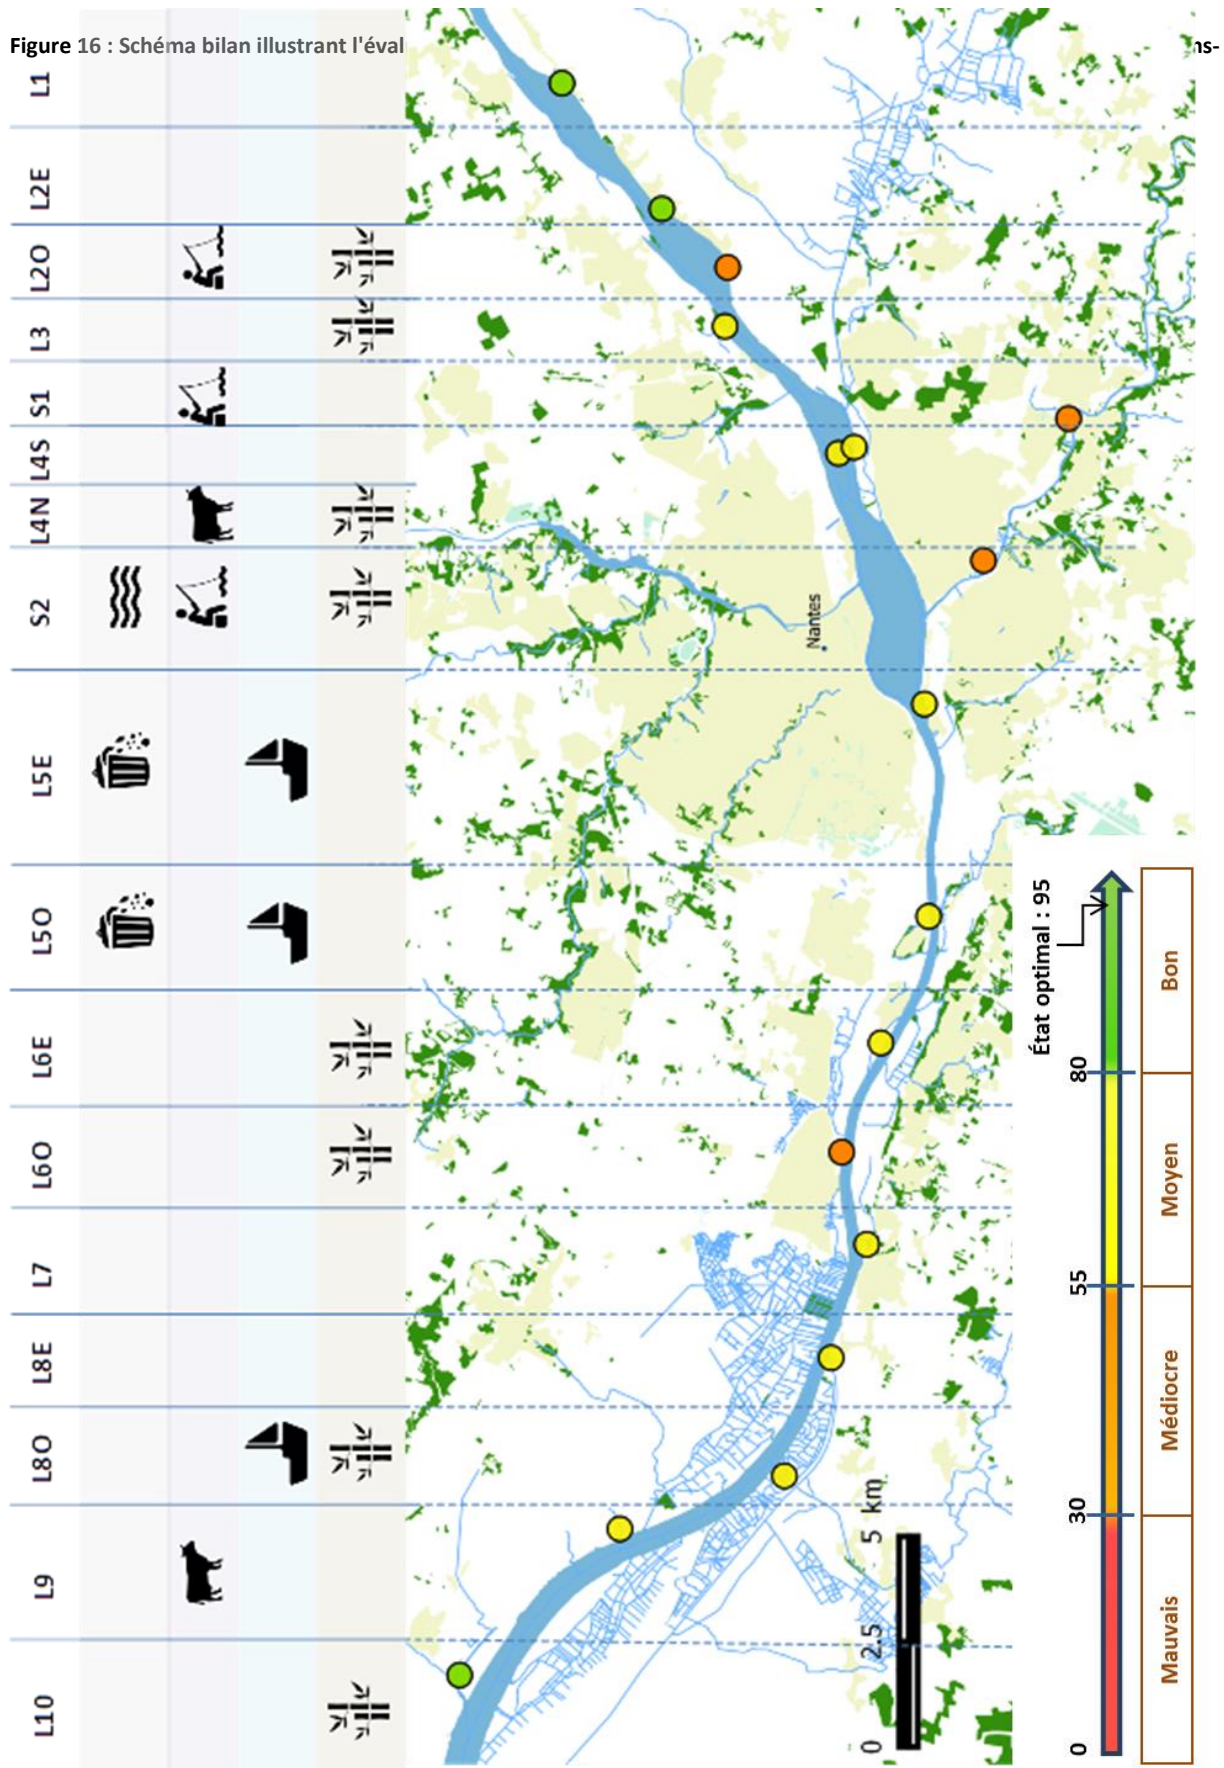 Figure 16 : Schéma bilan illustrant l'éval
ns-
L1
L2E
L2O
L3
S1
L4S
L4N
S2
L5E
L5O
L6E
L6O
L7
L8E
L8O
L9
L10
Nantes
0 2.5 5 km
État optimal : 95
0
30
55
80
Mauvais
Médiocre
Moyen
Bon